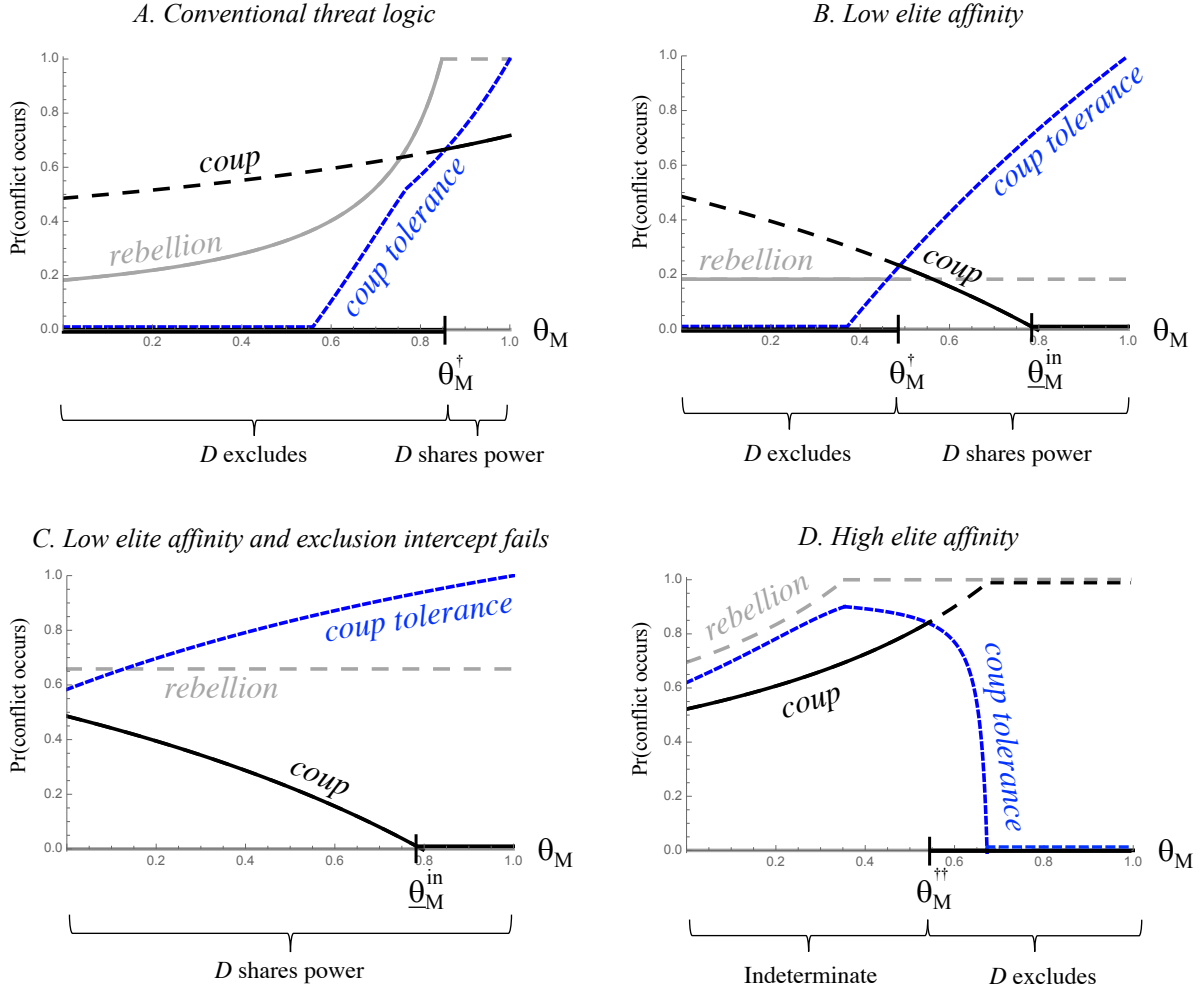 A. Conventional threat logic
Pr(conflict occurs)
1.0
0.8
0.6
0.4
0.2
0.0
coup
rebellion
coup tolerance
0.2
0.4
0.6
0.8
1.0
θM
θM†
D excludes
D shares power
B. Low elite affinity
Pr(conflict occurs)
1.0
0.8
0.6
0.4
0.2
0.0
rebellion
coup
coup tolerance
0.2
0.4
0.6
0.8
1.0
θM
θM†
θMin
D excludes
D shares power
C. Low elite affinity and exclusion intercept fails
Pr(conflict occurs)
1.0
0.8
0.6
0.4
0.2
0.0
coup tolerance
rebellion
coup
0.2
0.4
0.6
0.8
1.0
θM
θMin
D shares power
D. High elite affinity
Pr(conflict occurs)
1.0
0.8
0.6
0.4
0.2
0.0
rebellion
coup
coup tolerance
0.2
0.4
0.6
0.8
1.0
θM
θM††
Indeterminate
D excludes